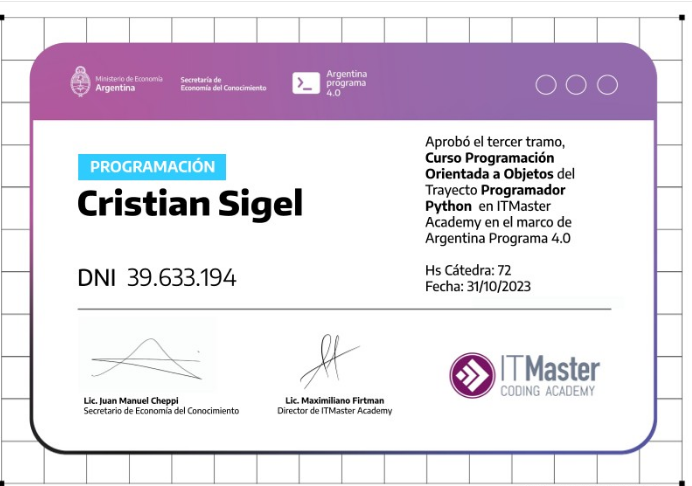 Ministerio de Economía
Argentina
Secretaría de
Economía del Conocimiento
Argentina
programa
4.0
PROGRAMACIÓN
Cristian Sigel
DNI 39.633.194
Aprobó el tercer tramo,
Curso Programación
Orientada a Objetos del
Trayecto Programador
Python en ITMaster
Academy en el marco de
Argentina Programa 4.0
Hs Cátedra: 72
Fecha: 31/10/2023
Lic. Juan Manuel Cheppi
Secretario de Economía del Conocimiento
Lic. Maximiliano Firtman
Director de ITMaster Academy
ITMaster
CODING ACADEMY